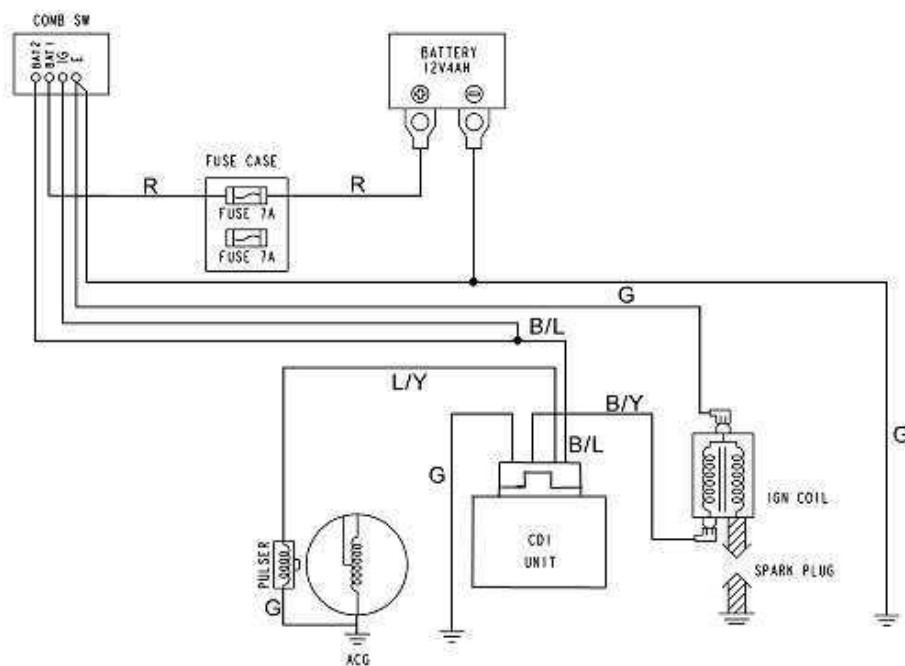 COMB SW
BAT2
BAT1
IG
E
BATTERY
12V4AH
FUSE CASE
R
R
FUSE 7A
FUSE 7A
G
B/L
L/Y
B/Y
B/L
G
G
IGN COIL
PULSER
CDI
UNIT
SPARK PLUG
G
ACG